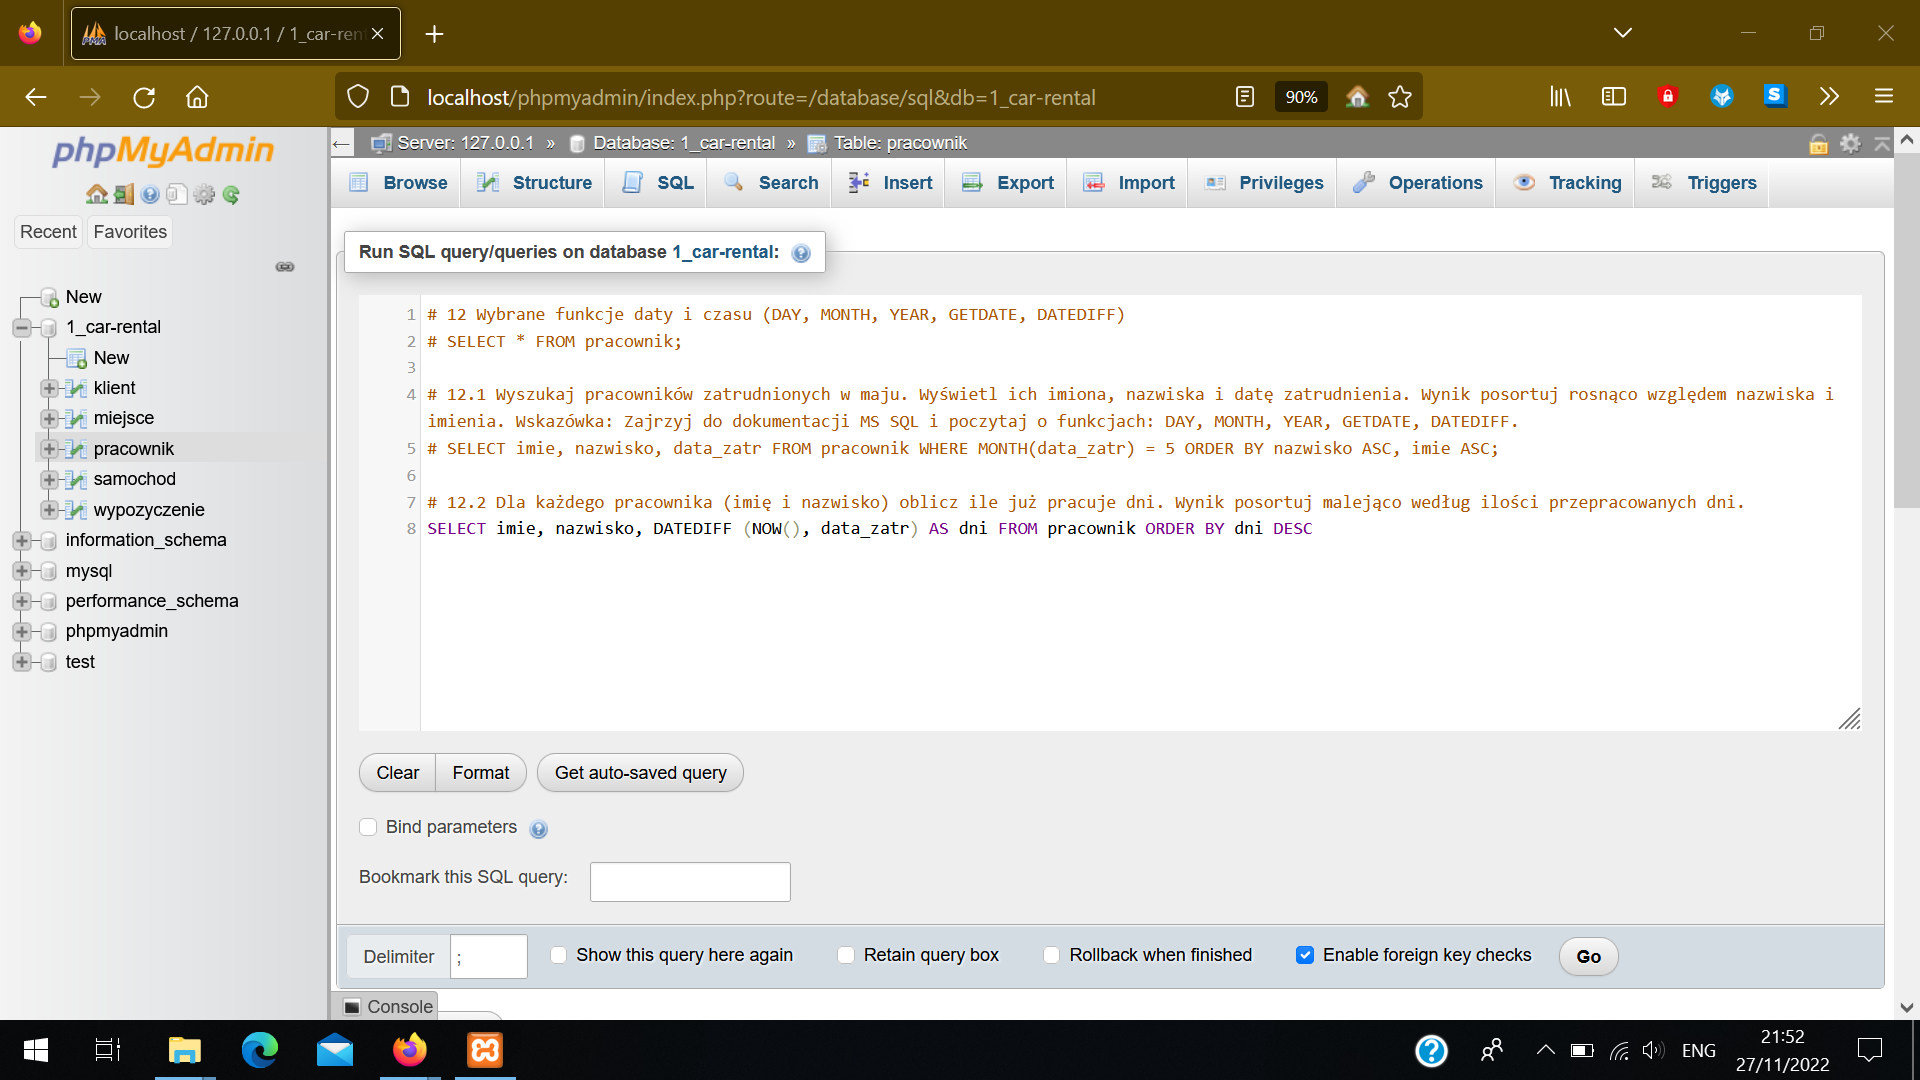 localhost / 127.0.0.1 / 1_car-ren
localhost/phpmyadmin/index.php?route=/database/sql&db=1_car-rental
90%
phpMyAdmin
Recent
Favorites
New
1_car-rental
New
klient
miejsce
pracownik
samochod
wypozyczenie
information_schema
mysql
performance_schema
phpmyadmin
test
Server: 127.0.0.1 » Database: 1_car-rental » Table: pracownik
Browse Structure SQL Search Insert Export Import Privileges Operations Tracking Triggers
Run SQL query/queries on database 1_car-rental:
1 # 12 Wybrane funkcje daty i czasu (DAY, MONTH, YEAR, GETDATE, DATEDIFF)
2 # SELECT * FROM pracownik;
3
4 # 12.1 Wyszukaj pracowników zatrudnionych w maju. Wyświetl ich imiona, nazwiska i datę zatrudnienia. Wynik posortuj rosnąco względem nazwiska i
imienia. Wskazówka: Zajrzyj do dokumentacji MS SQL i poczytaj o funkcjach: DAY, MONTH, YEAR, GETDATE, DATEDIFF.
5 # SELECT imie, nazwisko, data_zatr FROM pracownik WHERE MONTH(data_zatr) = 5 ORDER BY nazwisko ASC, imie ASC;
6
7 # 12.2 Dla każdego pracownika (imię i nazwisko) oblicz ile już pracuje dni. Wynik posortuj malejąco według ilości przepracowanych dni.
8 SELECT imie, nazwisko, DATEDIFF (NOW(), data_zatr) AS dni FROM pracownik ORDER BY dni DESC
Clear Format Get auto-saved query
Bind parameters
Bookmark this SQL query:
Delimiter ; Show this query here again Retain query box Rollback when finished Enable foreign key checks Go
Console
ENG
21:52
27/11/2022